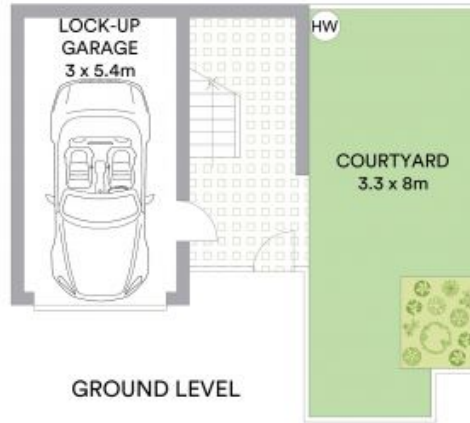 LOCK-UP
GARAGE
3 x 5.4m
HW
COURTYARD
3.3 x 8m
GROUND LEVEL